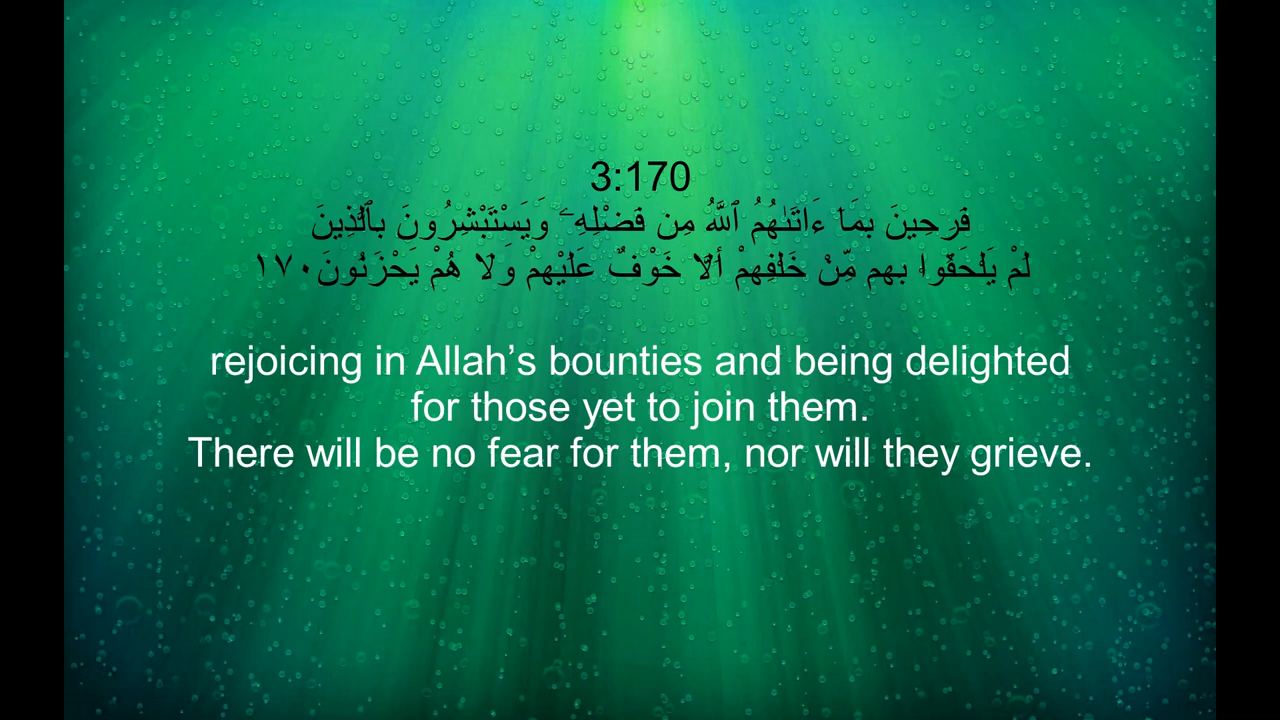 3:170
فَرِحِينَ بِمَآ ءَاتَىٰهُمُ ٱللَّهُ مِن فَضْلِهِۦ وَيَسْتَبْشِرُونَ بِٱلَّذِينَ
لَمْ يَلْحَقُوا۟ بِهِم مِّنْ خَلْفِهِمْ أَلَّا خَوْفٌ عَلَيْهِمْ وَلَا هُمْ يَحْزَنُونَ١٧٠
rejoicing in Allah’s bounties and being delighted
for those yet to join them.
There will be no fear for them, nor will they grieve.